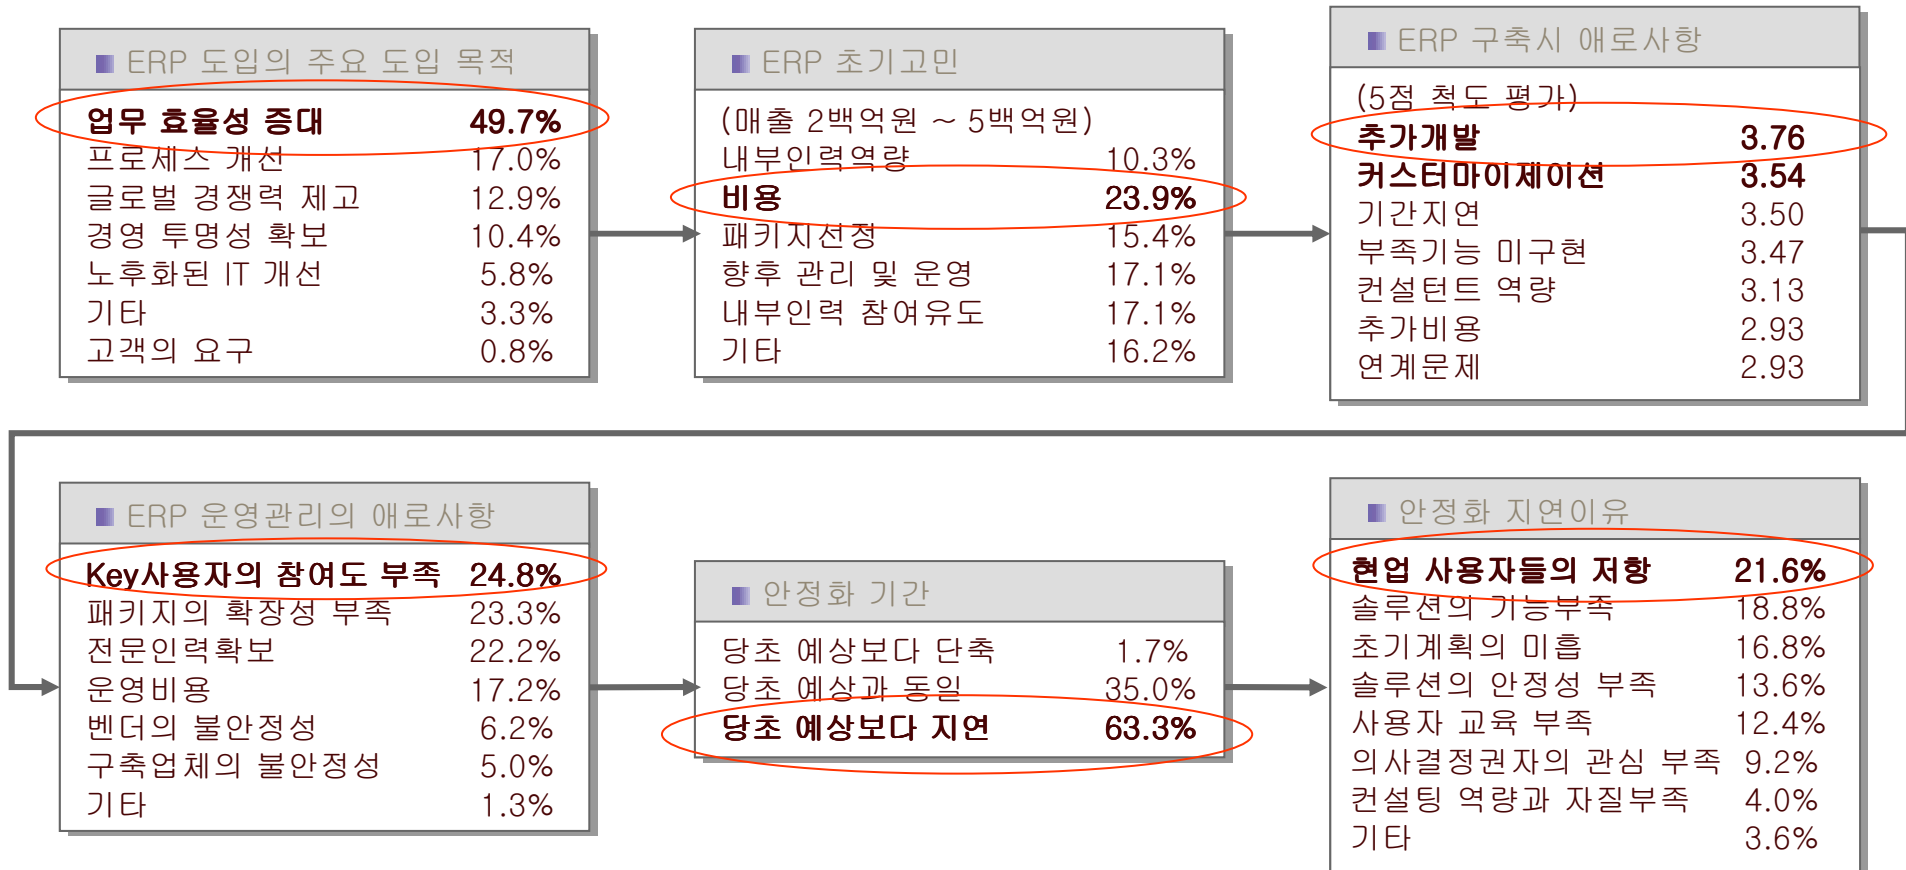 ERP 도입의 주요 도입 목적
업무 효율성 증대 49.7%
프로세스 개선 17.0%
글로벌 경쟁력 제고 12.9%
경영 투명성 확보 10.4%
노후화된 IT 개선 5.8%
기타 3.3%
고객의 요구 0.8%
ERP 초기고민
(매출 2백억원 ~ 5백억원)
내부인력역량 10.3%
비용 23.9%
패키지선정 15.4%
향후 관리 및 운영 17.1%
내부인력 참여유도 17.1%
기타 16.2%
ERP 구축시 애로사항
(5점 척도 평가)
추가개발 3.76
커스터마이제이션 3.54
기간지연 3.50
부족기능 미구현 3.47
컨설턴트 역량 3.13
추가비용 2.93
연계문제 2.93
ERP 운영관리의 애로사항
Key사용자의 참여도 부족 24.8%
패키지의 확장성 부족 23.3%
전문인력확보 22.2%
운영비용 17.2%
벤더의 불안정성 6.2%
구축업체의 불안정성 5.0%
기타 1.3%
안정화 기간
당초 예상보다 단축 1.7%
당초 예상과 동일 35.0%
당초 예상보다 지연 63.3%
안정화 지연이유
현업 사용자들의 저항 21.6%
솔루션의 기능부족 18.8%
초기계획의 미흡 16.8%
솔루션의 안정성 부족 13.6%
사용자 교육 부족 12.4%
의사결정권자의 관심 부족 9.2%
컨설팅 역량과 자질부족 4.0%
기타 3.6%